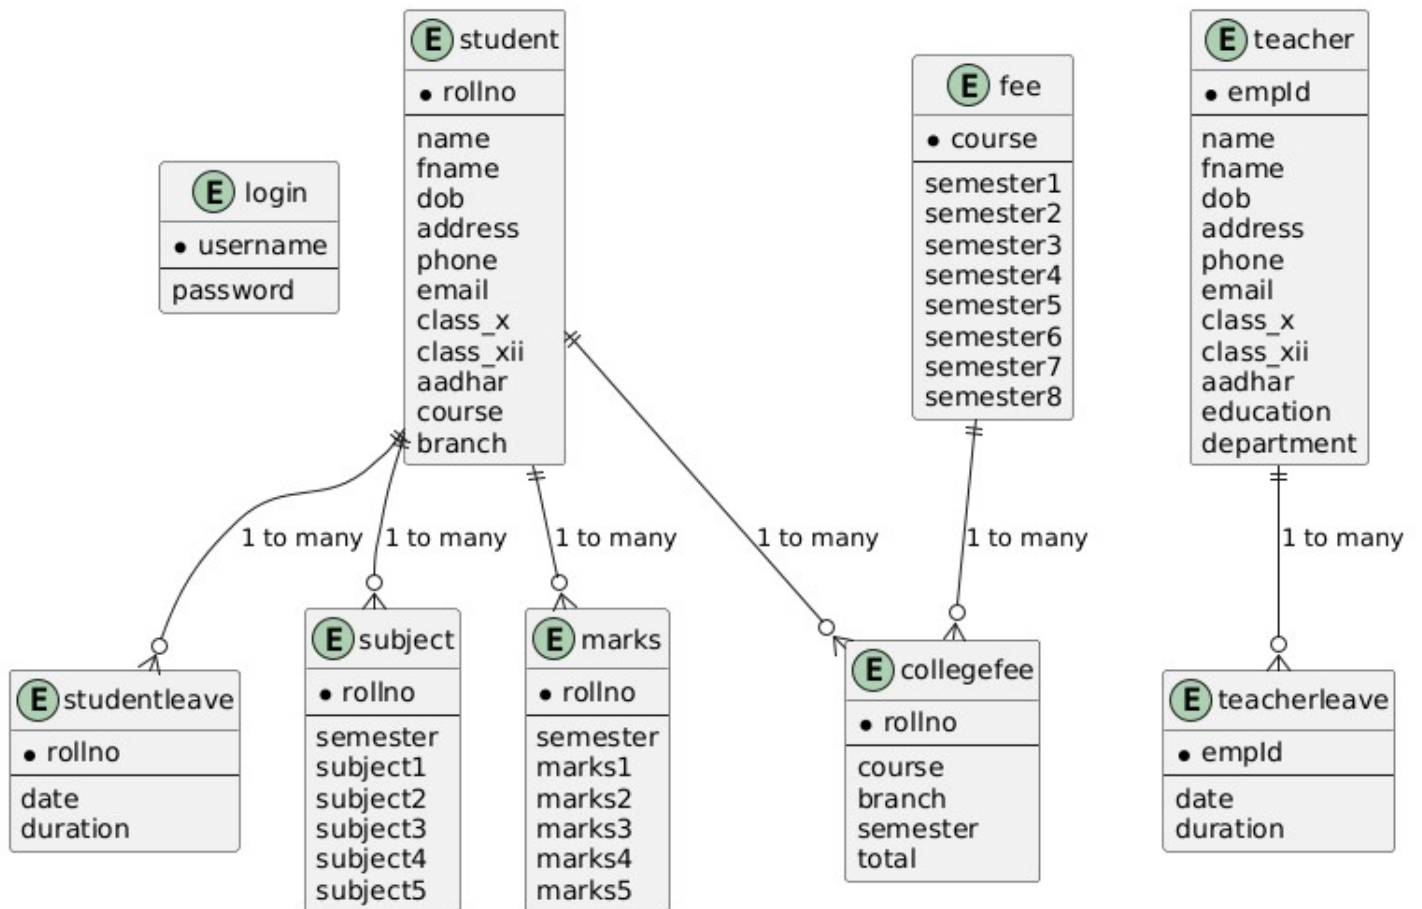 E student
• rollno
name
fname
dob
address
phone
email
class_x
class_xii
aadhar
course
branch
E fee
• course
semester1
semester2
semester3
semester4
semester5
semester6
semester7
semester8
E teacher
• empId
name
fname
dob
address
phone
email
class_x
class_xii
aadhar
education
department
E login
• username
password
1 to many
1 to many
1 to many
1 to many
1 to many
1 to many
E studentleave
• rollno
date
duration
E subject
• rollno
semester
subject1
subject2
subject3
subject4
subject5
E marks
• rollno
semester
marks1
marks2
marks3
marks4
marks5
E collegefee
• rollno
course
branch
semester
total
E teacherleave
• empId
date
duration